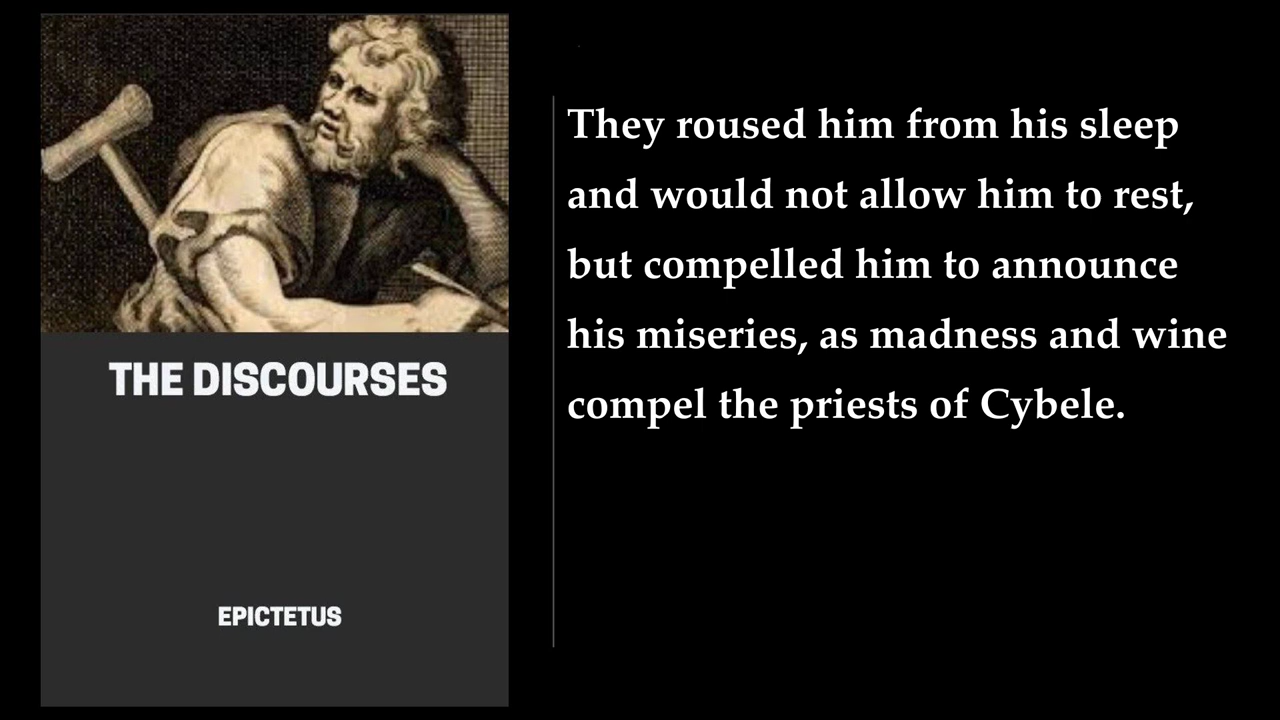 THE DISCOURSES
EPICTETUS
They roused him from his sleep
and would not allow him to rest,
but compelled him to announce
his miseries, as madness and wine
compel the priests of Cybele.